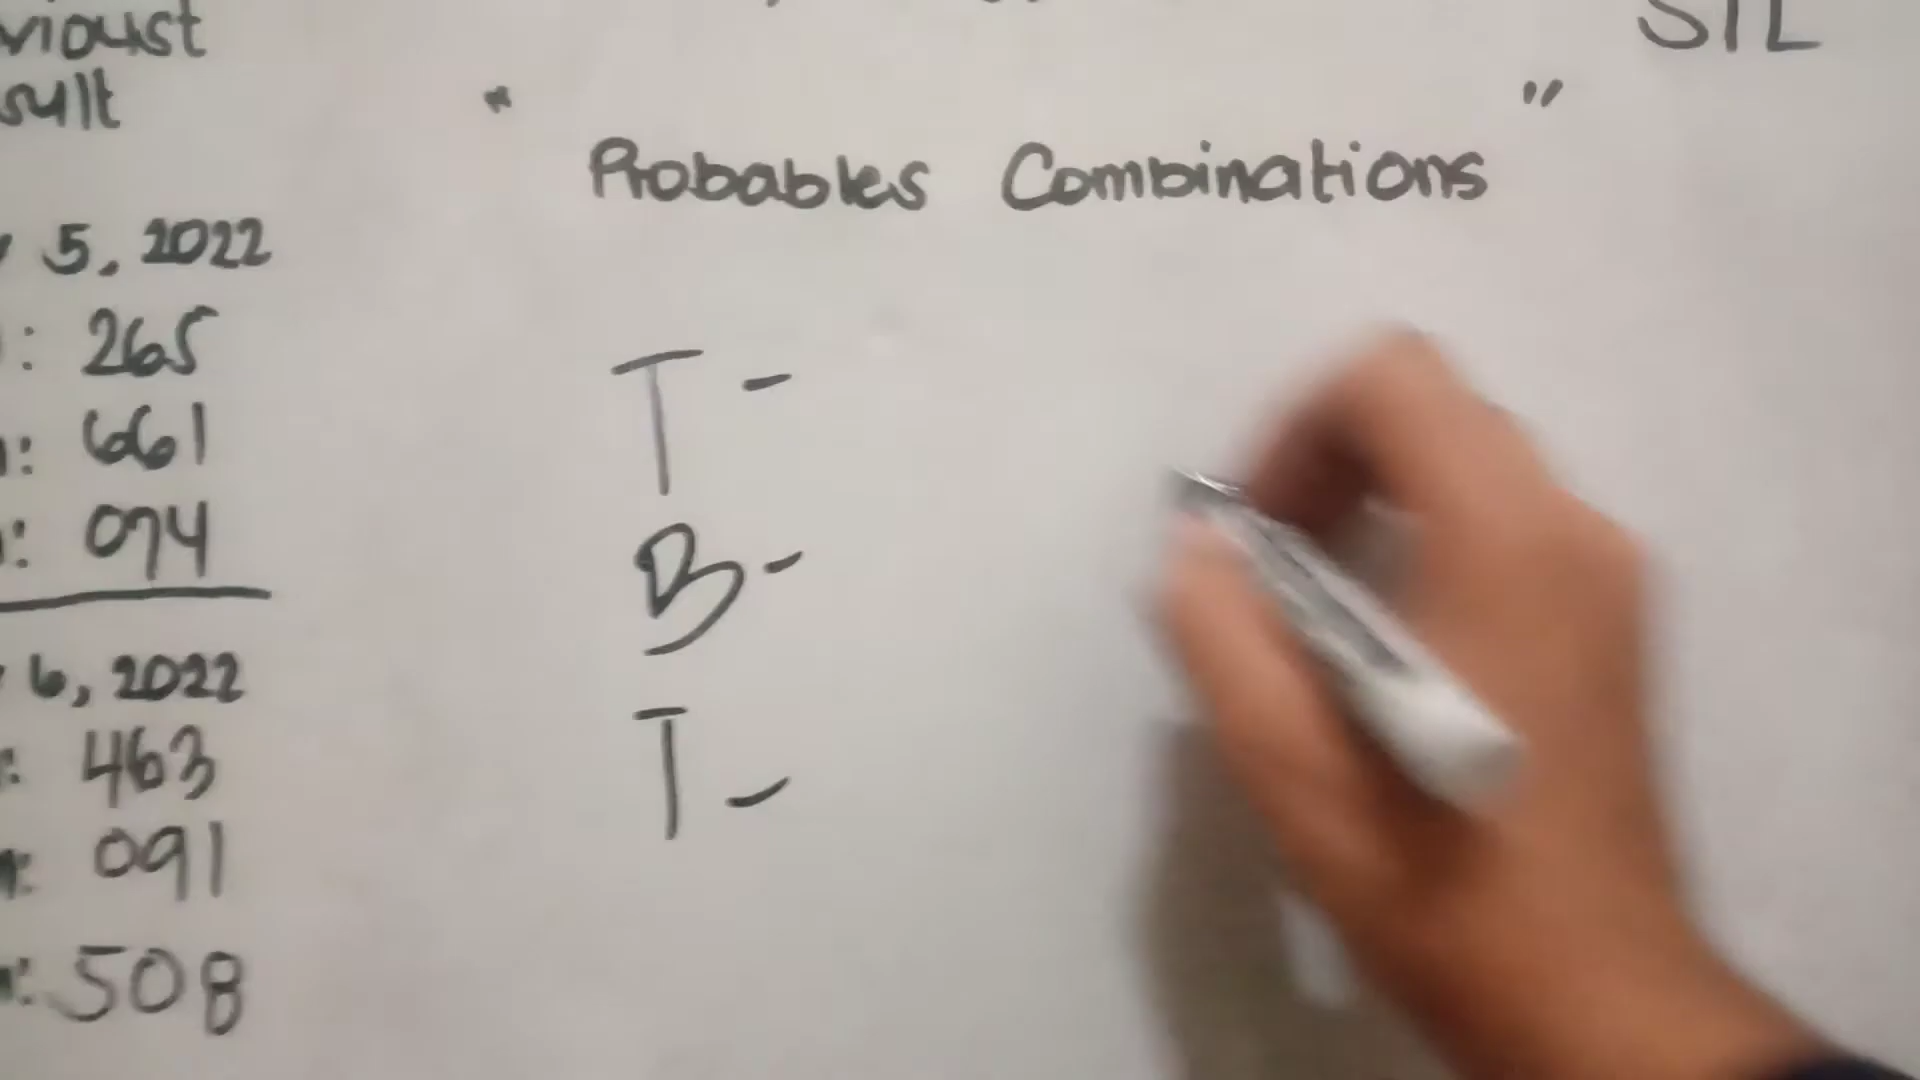 vioust
sult
STL
" Probables Combinations "
5, 2022
: 265
: 661
: 074
6, 2022
: 463
: 091
: 508
T -
B -
T -